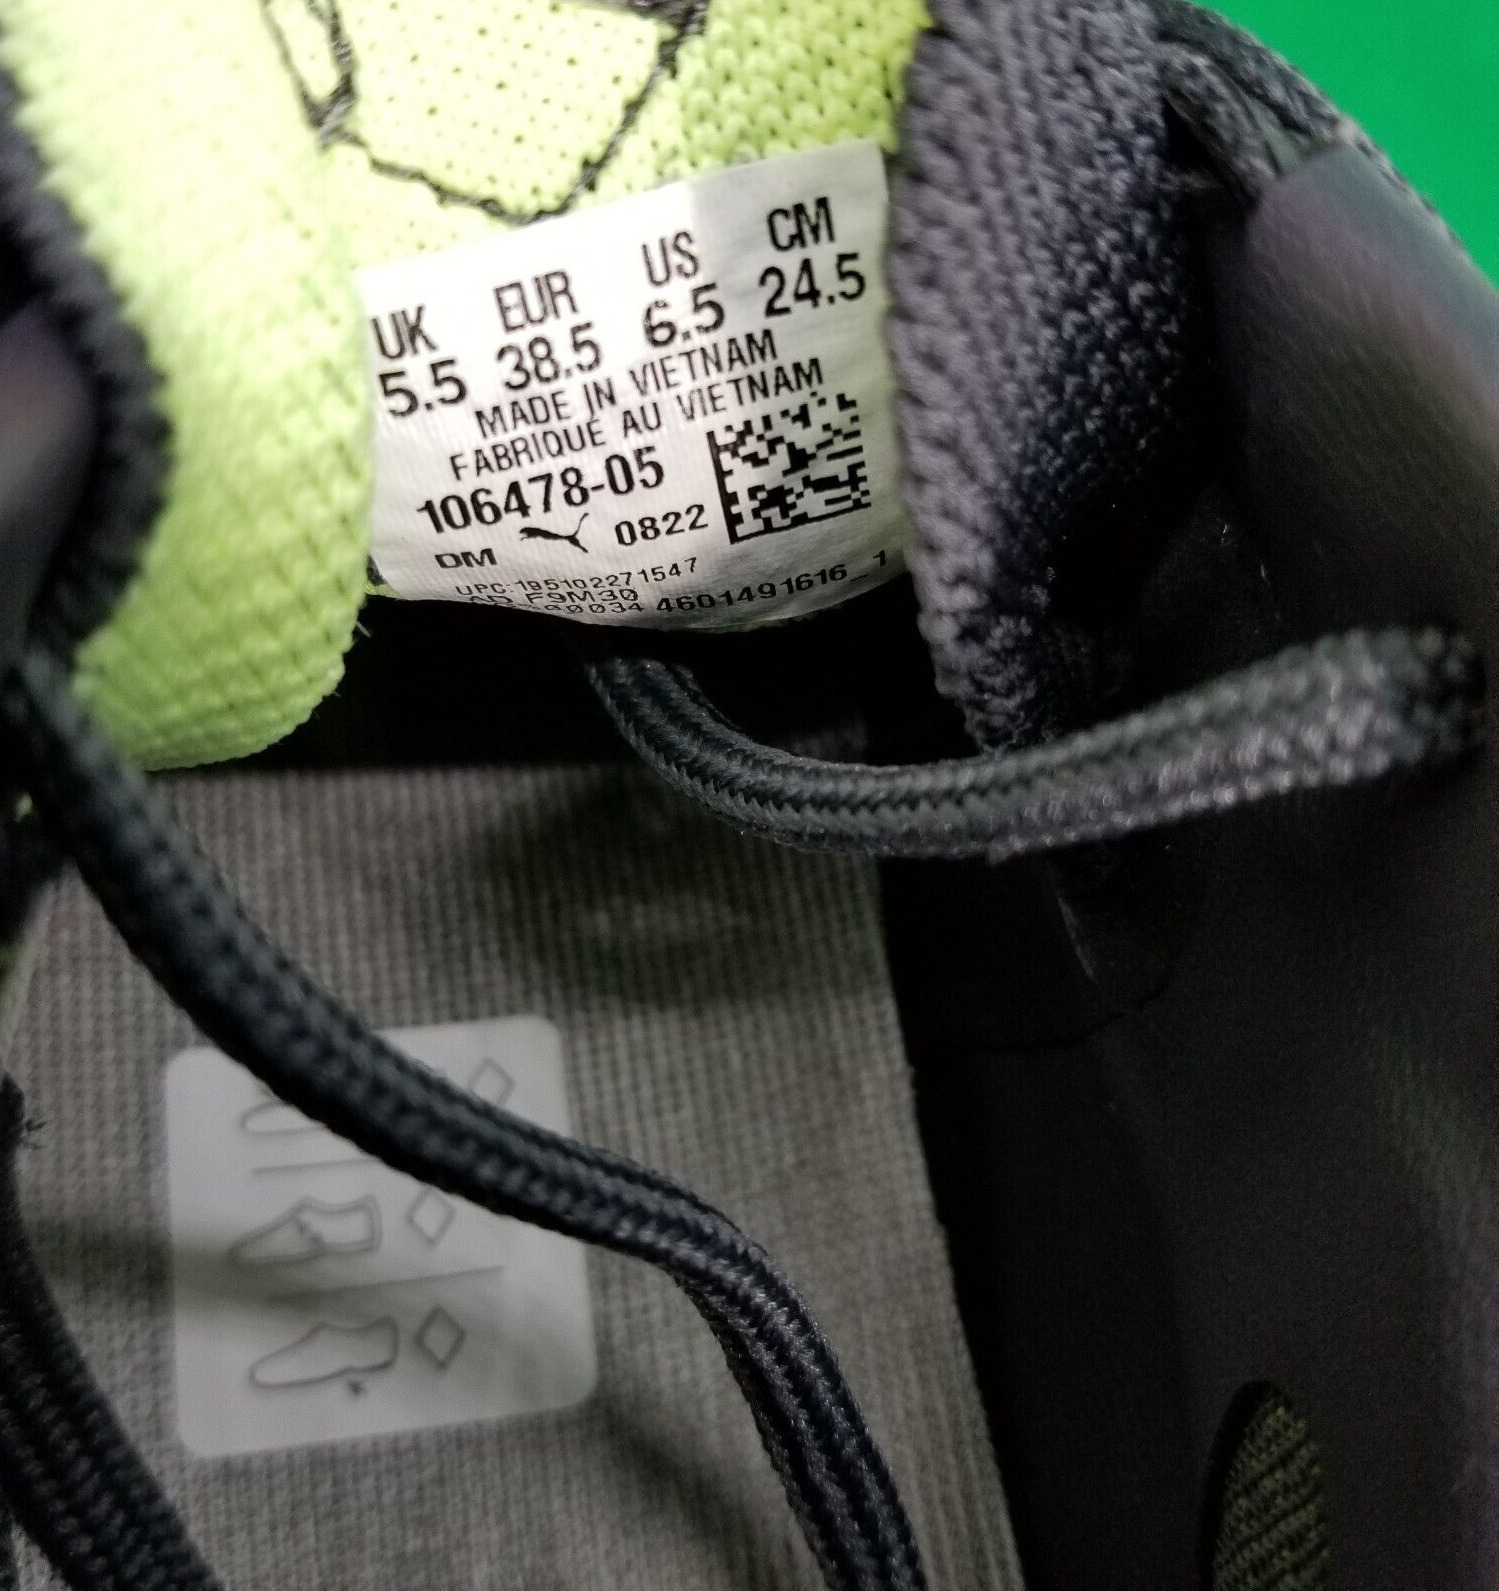 UK EUR US CM
5.5 38.5 6.5 24.5
MADE IN VIETNAM
FABRIQUE AU VIETNAM
106478-05
DM 0822
UPC:195102271547
F9M30
4601491616_1